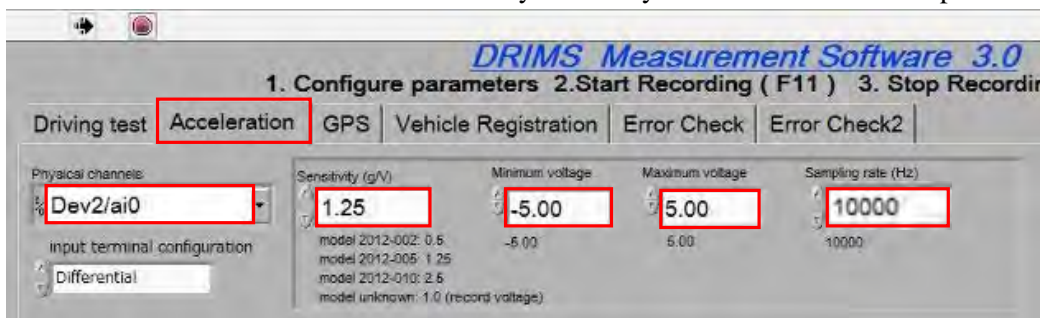 DRIMS Measurement Software 3.0
1. Configure parameters 2.Start Recording ( F11 ) 3. Stop Recordin
Driving test Acceleration GPS Vehicle Registration Error Check Error Check2
Physical channels Sensitivity (g/V) Minimum voltage Maximum voltage Sampling rate (Hz)
Dev2/ai0 1.25 -5.00 5.00 10000
input terminal configuration model 2012-002: 0.5 -5.00 5.00 10000
model 2012-005: 1.25
Differential model 2012-010: 2.5
model unknown: 1.0 (record voltage)